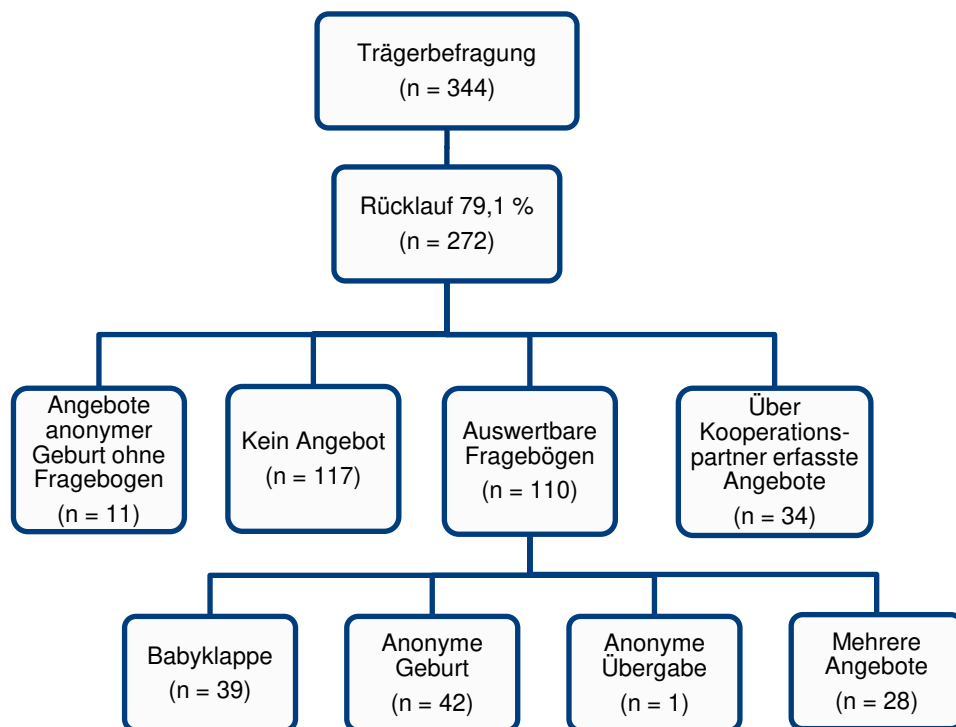 Trägerbefragung
(n = 344)
Rücklauf 79,1 %
(n = 272)
Angebote
anonymer
Geburt ohne
Fragebogen
(n = 11)
Kein Angebot
(n = 117)
Auswertbare
Fragebögen
(n = 110)
Über
Kooperations-
partner erfasste
Angebote
(n = 34)
Babyklappe
(n = 39)
Anonyme
Geburt
(n = 42)
Anonyme
Übergabe
(n = 1)
Mehrere
Angebote
(n = 28)